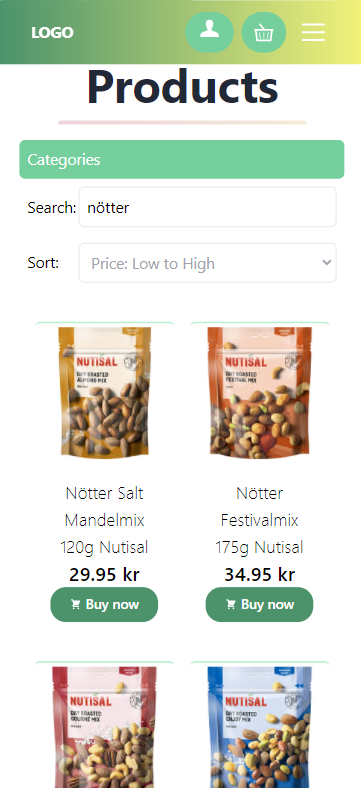 LOGO
Products
Categories
Search: nötter
Sort: Price: Low to High
NUTISAL
DRY ROASTED
ALMOND MIX
NUTISAL
DRY ROASTED
FESTIVAL MIX
Nötter Salt
Mandelmix
120g Nutisal
29.95 kr
Buy now
Nötter
Festivalmix
175g Nutisal
34.95 kr
Buy now
NUTISAL
DRY ROASTED
GOURMÉ MIX
NUTISAL
DRY ROASTED
ENJOY MIX